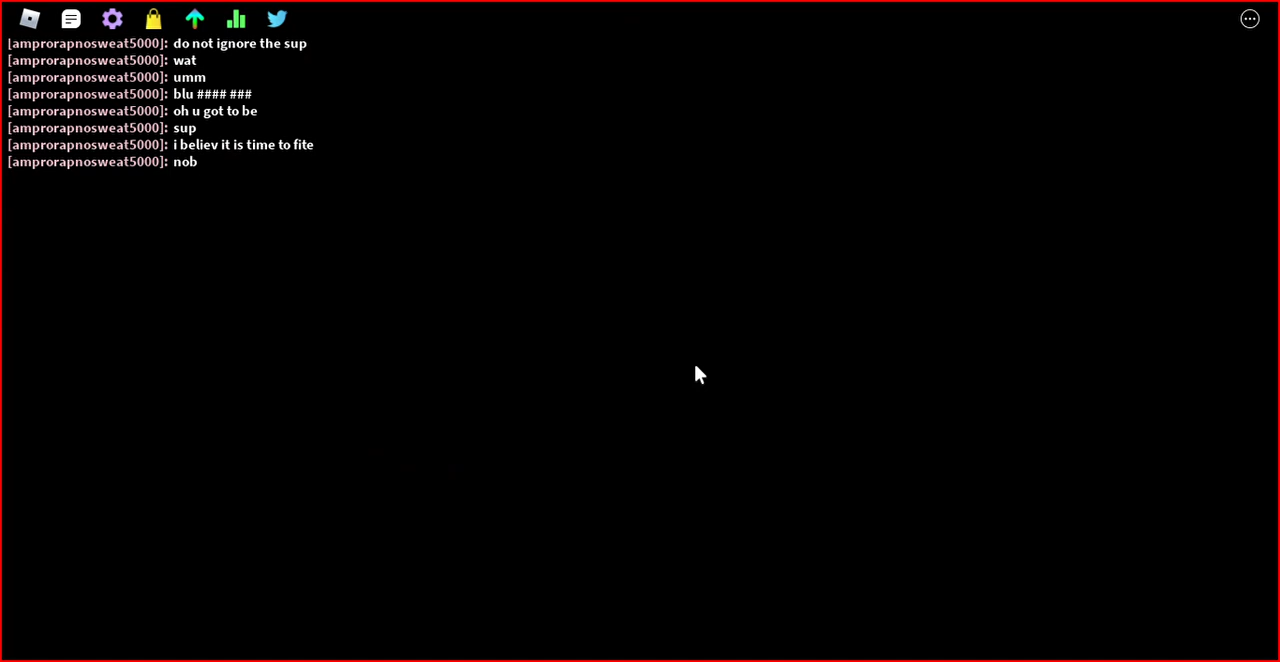 [amprorapnosweat5000]: do not ignore the sup
[amprorapnosweat5000]: wat
[amprorapnosweat5000]: umm
[amprorapnosweat5000]: blu #### ###
[amprorapnosweat5000]: oh u got to be
[amprorapnosweat5000]: sup
[amprorapnosweat5000]: i believ it is time to fite
[amprorapnosweat5000]: nob